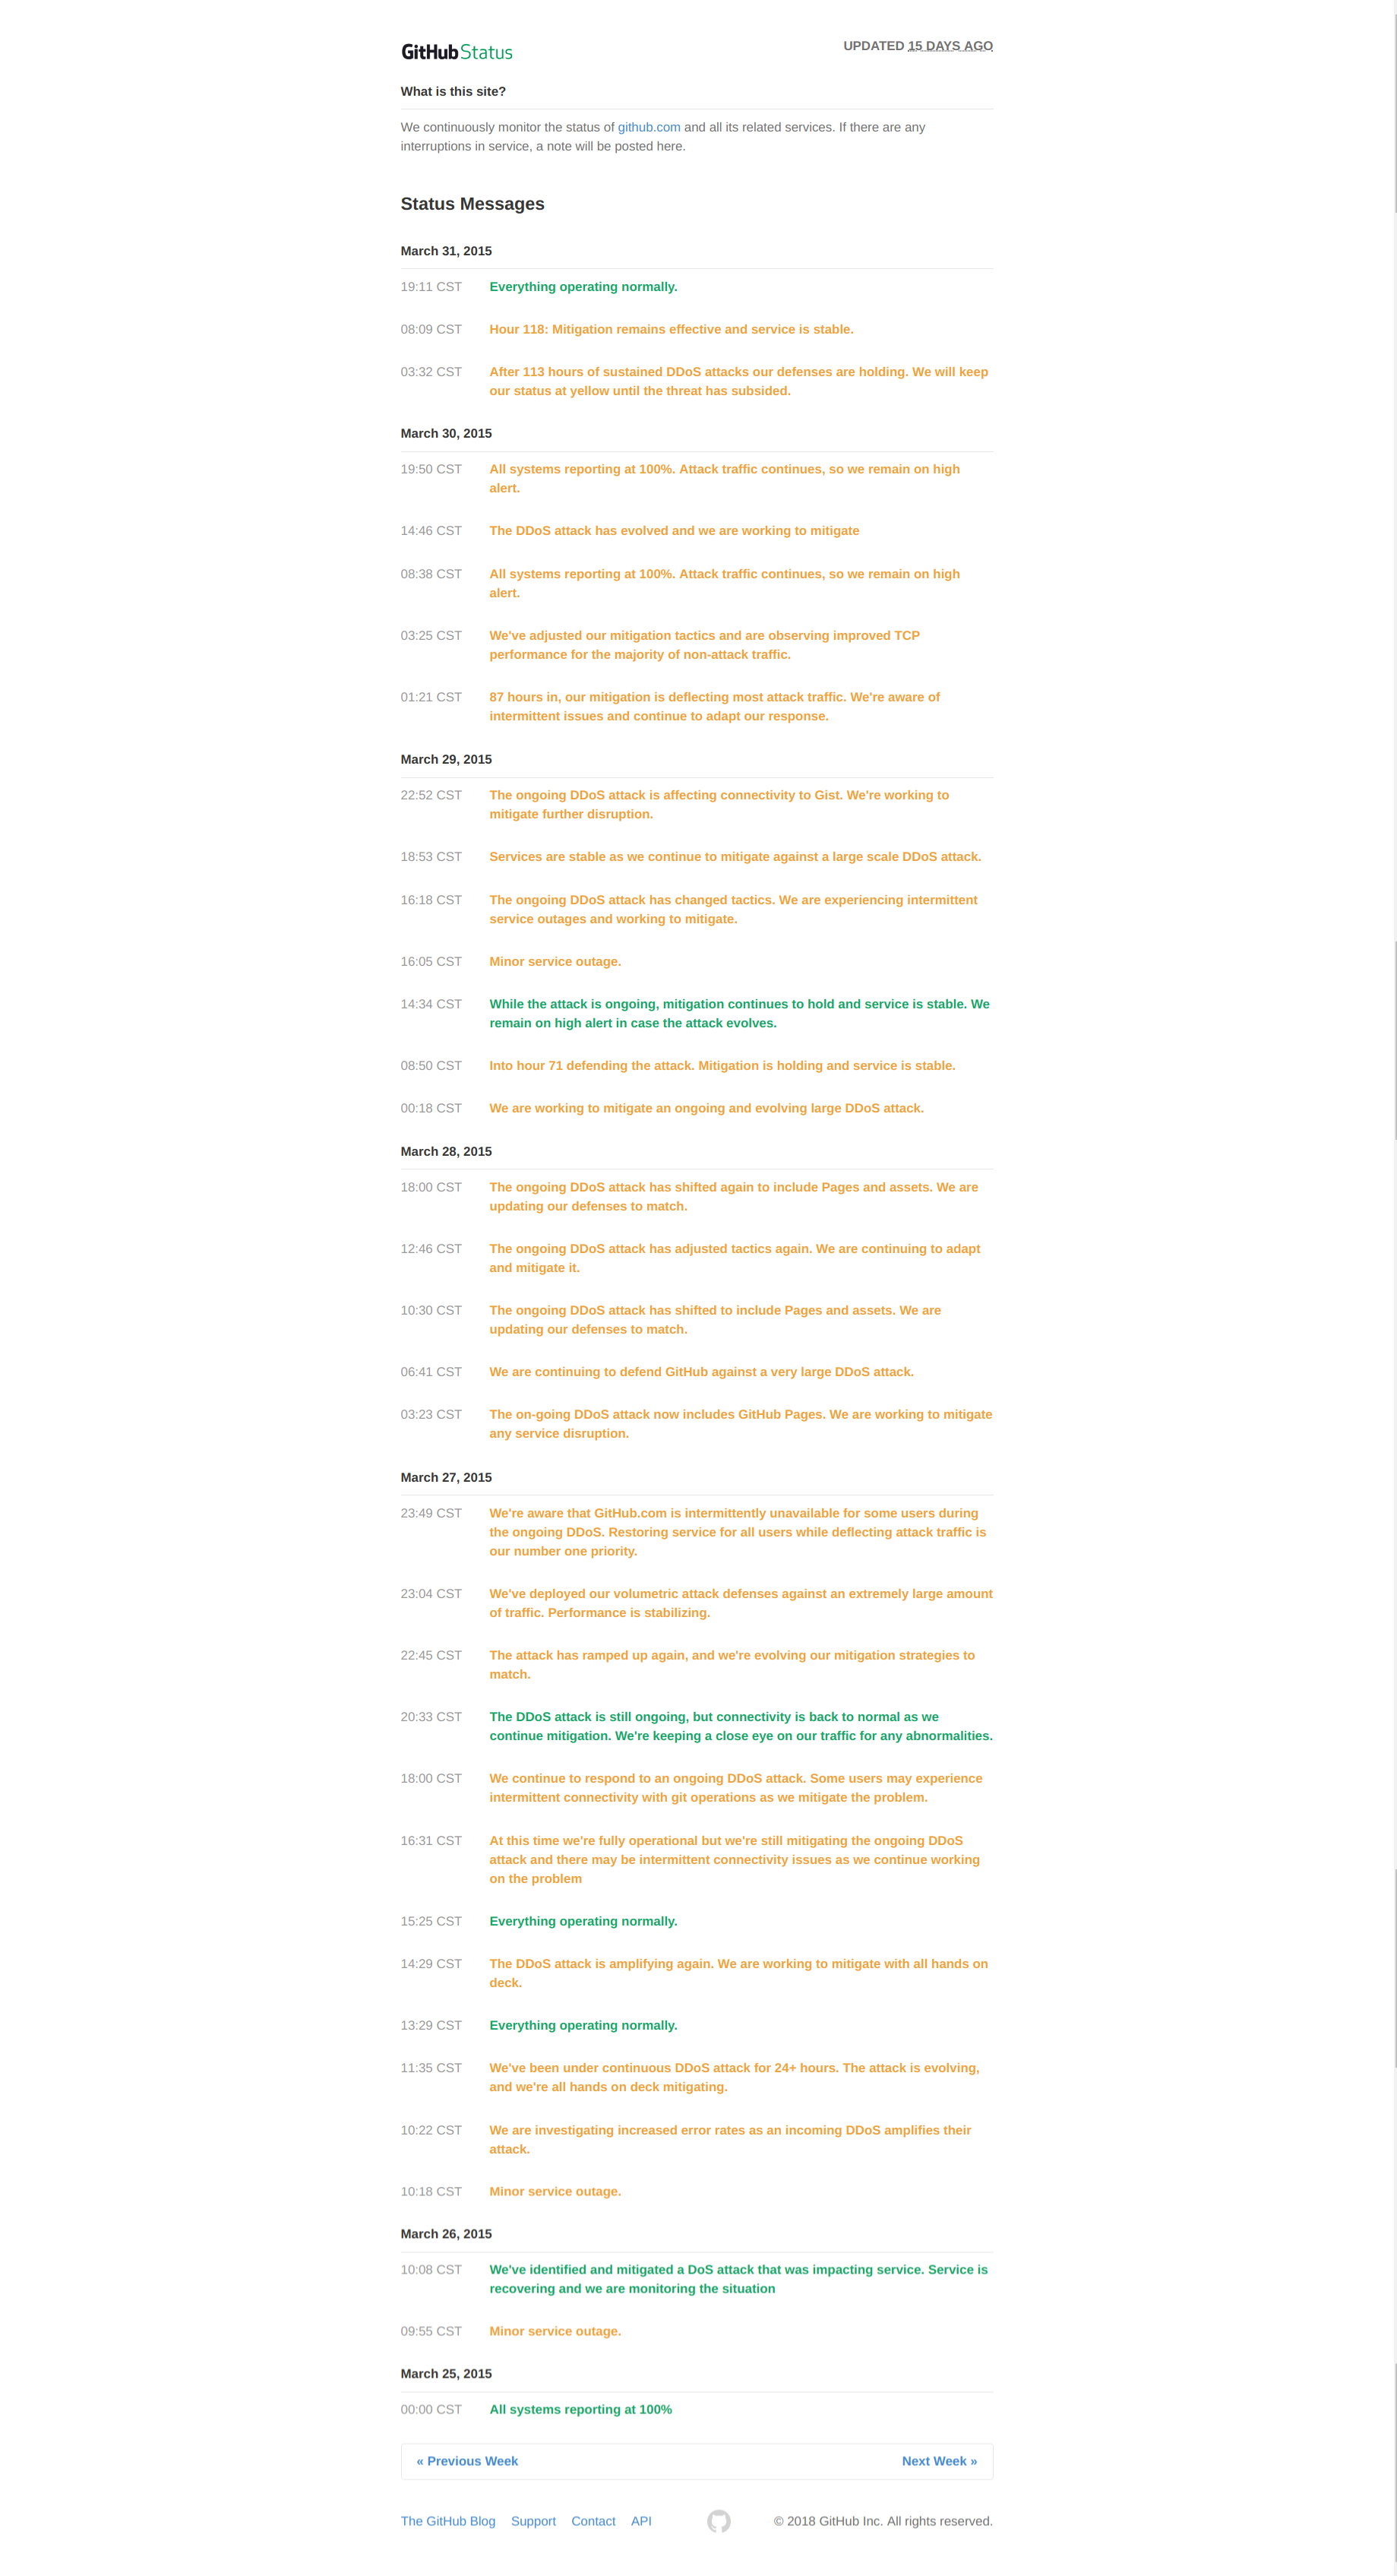 GitHub Status
UPDATED 15 DAYS AGO
What is this site?
We continuously monitor the status of github.com and all its related services. If there are any
interruptions in service, a note will be posted here.
Status Messages
March 31, 2015
19:11 CST Everything operating normally.
08:09 CST Hour 118: Mitigation remains effective and service is stable.
03:32 CST After 113 hours of sustained DDoS attacks our defenses are holding. We will keep
our status at yellow until the threat has subsided.
March 30, 2015
19:50 CST All systems reporting at 100%. Attack traffic continues, so we remain on high
alert.
14:46 CST The DDoS attack has evolved and we are working to mitigate
08:38 CST All systems reporting at 100%. Attack traffic continues, so we remain on high
alert.
03:25 CST We've adjusted our mitigation tactics and are observing improved TCP
performance for the majority of non-attack traffic.
01:21 CST 87 hours in, our mitigation is deflecting most attack traffic. We're aware of
intermittent issues and continue to adapt our response.
March 29, 2015
22:52 CST The ongoing DDoS attack is affecting connectivity to Gist. We're working to
mitigate further disruption.
18:53 CST Services are stable as we continue to mitigate against a large scale DDoS attack.
16:18 CST The ongoing DDoS attack has changed tactics. We are experiencing intermittent
service outages and working to mitigate.
16:05 CST Minor service outage.
14:34 CST While the attack is ongoing, mitigation continues to hold and service is stable. We
remain on high alert in case the attack evolves.
08:50 CST Into hour 71 defending the attack. Mitigation is holding and service is stable.
00:18 CST We are working to mitigate an ongoing and evolving large DDoS attack.
March 28, 2015
18:00 CST The ongoing DDoS attack has shifted again to include Pages and assets. We are
updating our defenses to match.
12:46 CST The ongoing DDoS attack has adjusted tactics again. We are continuing to adapt
and mitigate it.
10:30 CST The ongoing DDoS attack has shifted to include Pages and assets. We are
updating our defenses to match.
06:41 CST We are continuing to defend GitHub against a very large DDoS attack.
03:23 CST The on-going DDoS attack now includes GitHub Pages. We are working to mitigate
any service disruption.
March 27, 2015
23:49 CST We're aware that GitHub.com is intermittently unavailable for some users during
the ongoing DDoS. Restoring service for all users while deflecting attack traffic is
our number one priority.
23:04 CST We've deployed our volumetric attack defenses against an extremely large amount
of traffic. Performance is stabilizing.
22:45 CST The attack has ramped up again, and we're evolving our mitigation strategies to
match.
20:33 CST The DDoS attack is still ongoing, but connectivity is back to normal as we
continue mitigation. We're keeping a close eye on our traffic for any abnormalities.
18:00 CST We continue to respond to an ongoing DDoS attack. Some users may experience
intermittent connectivity with git operations as we mitigate the problem.
16:31 CST At this time we're fully operational but we're still mitigating the ongoing DDoS
attack and there may be intermittent connectivity issues as we continue working
on the problem
15:25 CST Everything operating normally.
14:29 CST The DDoS attack is amplifying again. We are working to mitigate with all hands on
deck.
13:29 CST Everything operating normally.
11:35 CST We've been under continuous DDoS attack for 24+ hours. The attack is evolving,
and we're all hands on deck mitigating.
10:22 CST We are investigating increased error rates as an incoming DDoS amplifies their
attack.
10:18 CST Minor service outage.
March 26, 2015
10:08 CST We've identified and mitigated a DoS attack that was impacting service. Service is
recovering and we are monitoring the situation
09:55 CST Minor service outage.
March 25, 2015
00:00 CST All systems reporting at 100%
« Previous Week Next Week »
The GitHub Blog Support Contact API © 2018 GitHub Inc. All rights reserved.